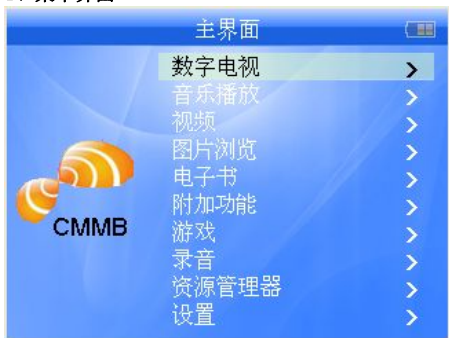 主界面
数字电视
音乐播放
视频
图片浏览
电子书
附加功能
游戏
录音
资源管理器
设置
CMMB